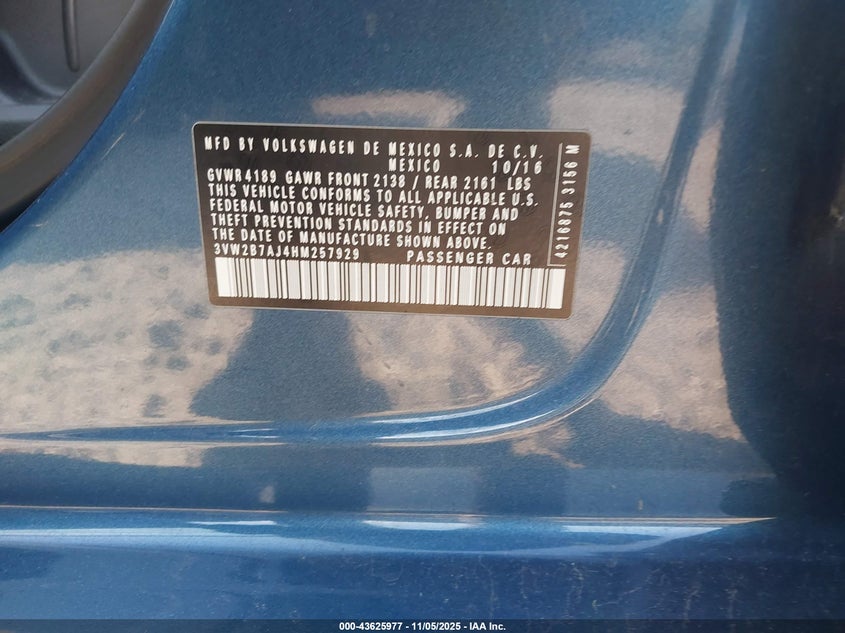 MFD BY VOLKSWAGEN DE MEXICO S.A. DE C.V.
MEXICO 10/16
GVWR 4189 GAWR FRONT 2138 / REAR 2161 LBS
THIS VEHICLE CONFORMS TO ALL APPLICABLE U.S.
FEDERAL MOTOR VEHICLE SAFETY, BUMPER AND
THEFT PREVENTION STANDARDS IN EFFECT ON
THE DATE OF MANUFACTURE SHOWN ABOVE.
3VW2B7AJ4HM257929 PASSENGER CAR
4216875 3156 M
000-43625977 - 11/05/2025 - IAA Inc.